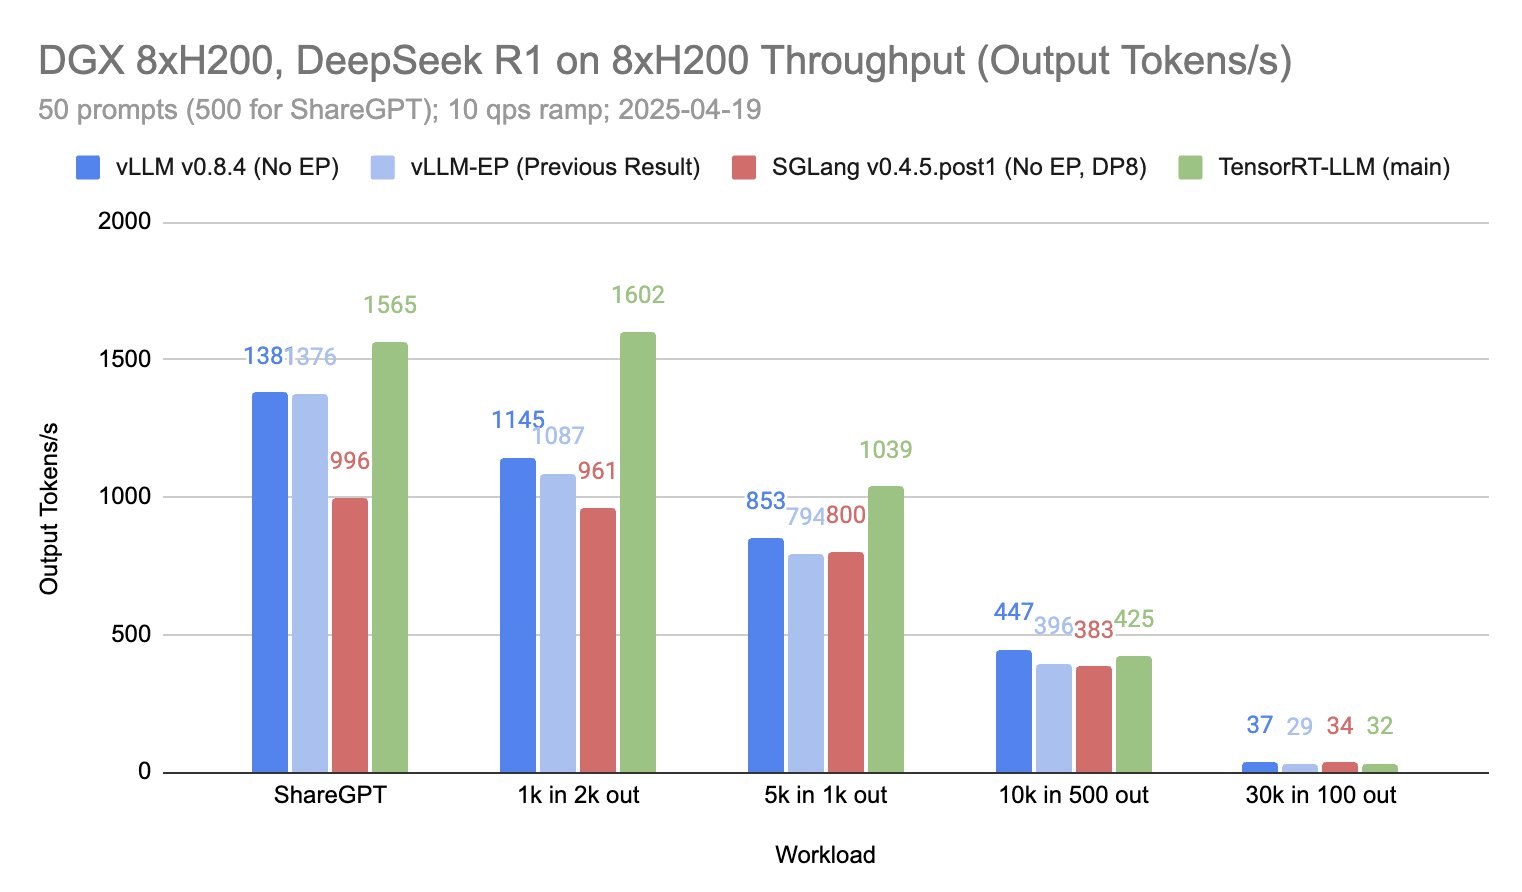 DGX 8xH200, DeepSeek R1 on 8xH200 Throughput (Output Tokens/s)
50 prompts (500 for ShareGPT); 10 qps ramp; 2025-04-19
vLLM v0.8.4 (No EP) vLLM-EP (Previous Result) SGLang v0.4.5.post1 (No EP, DP8) TensorRT-LLM (main)
Output Tokens/s
2000
1500
1000
500
0
1376 996 1565
1145 1087 961 1602
853 794 800 1039
447 396 383 425
37 29 34 32
ShareGPT 1k in 2k out 5k in 1k out 10k in 500 out 30k in 100 out
Workload